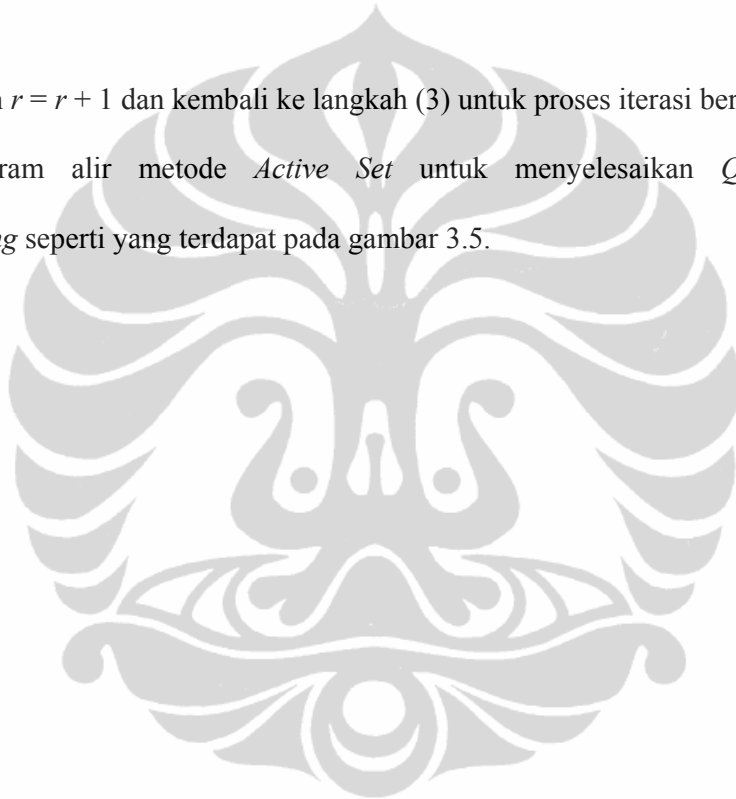 n r = r + 1 dan kembali ke langkah (3) untuk proses iterasi ber
ram alir metode Active Set untuk menyelesaikan Q
ng seperti yang terdapat pada gambar 3.5.